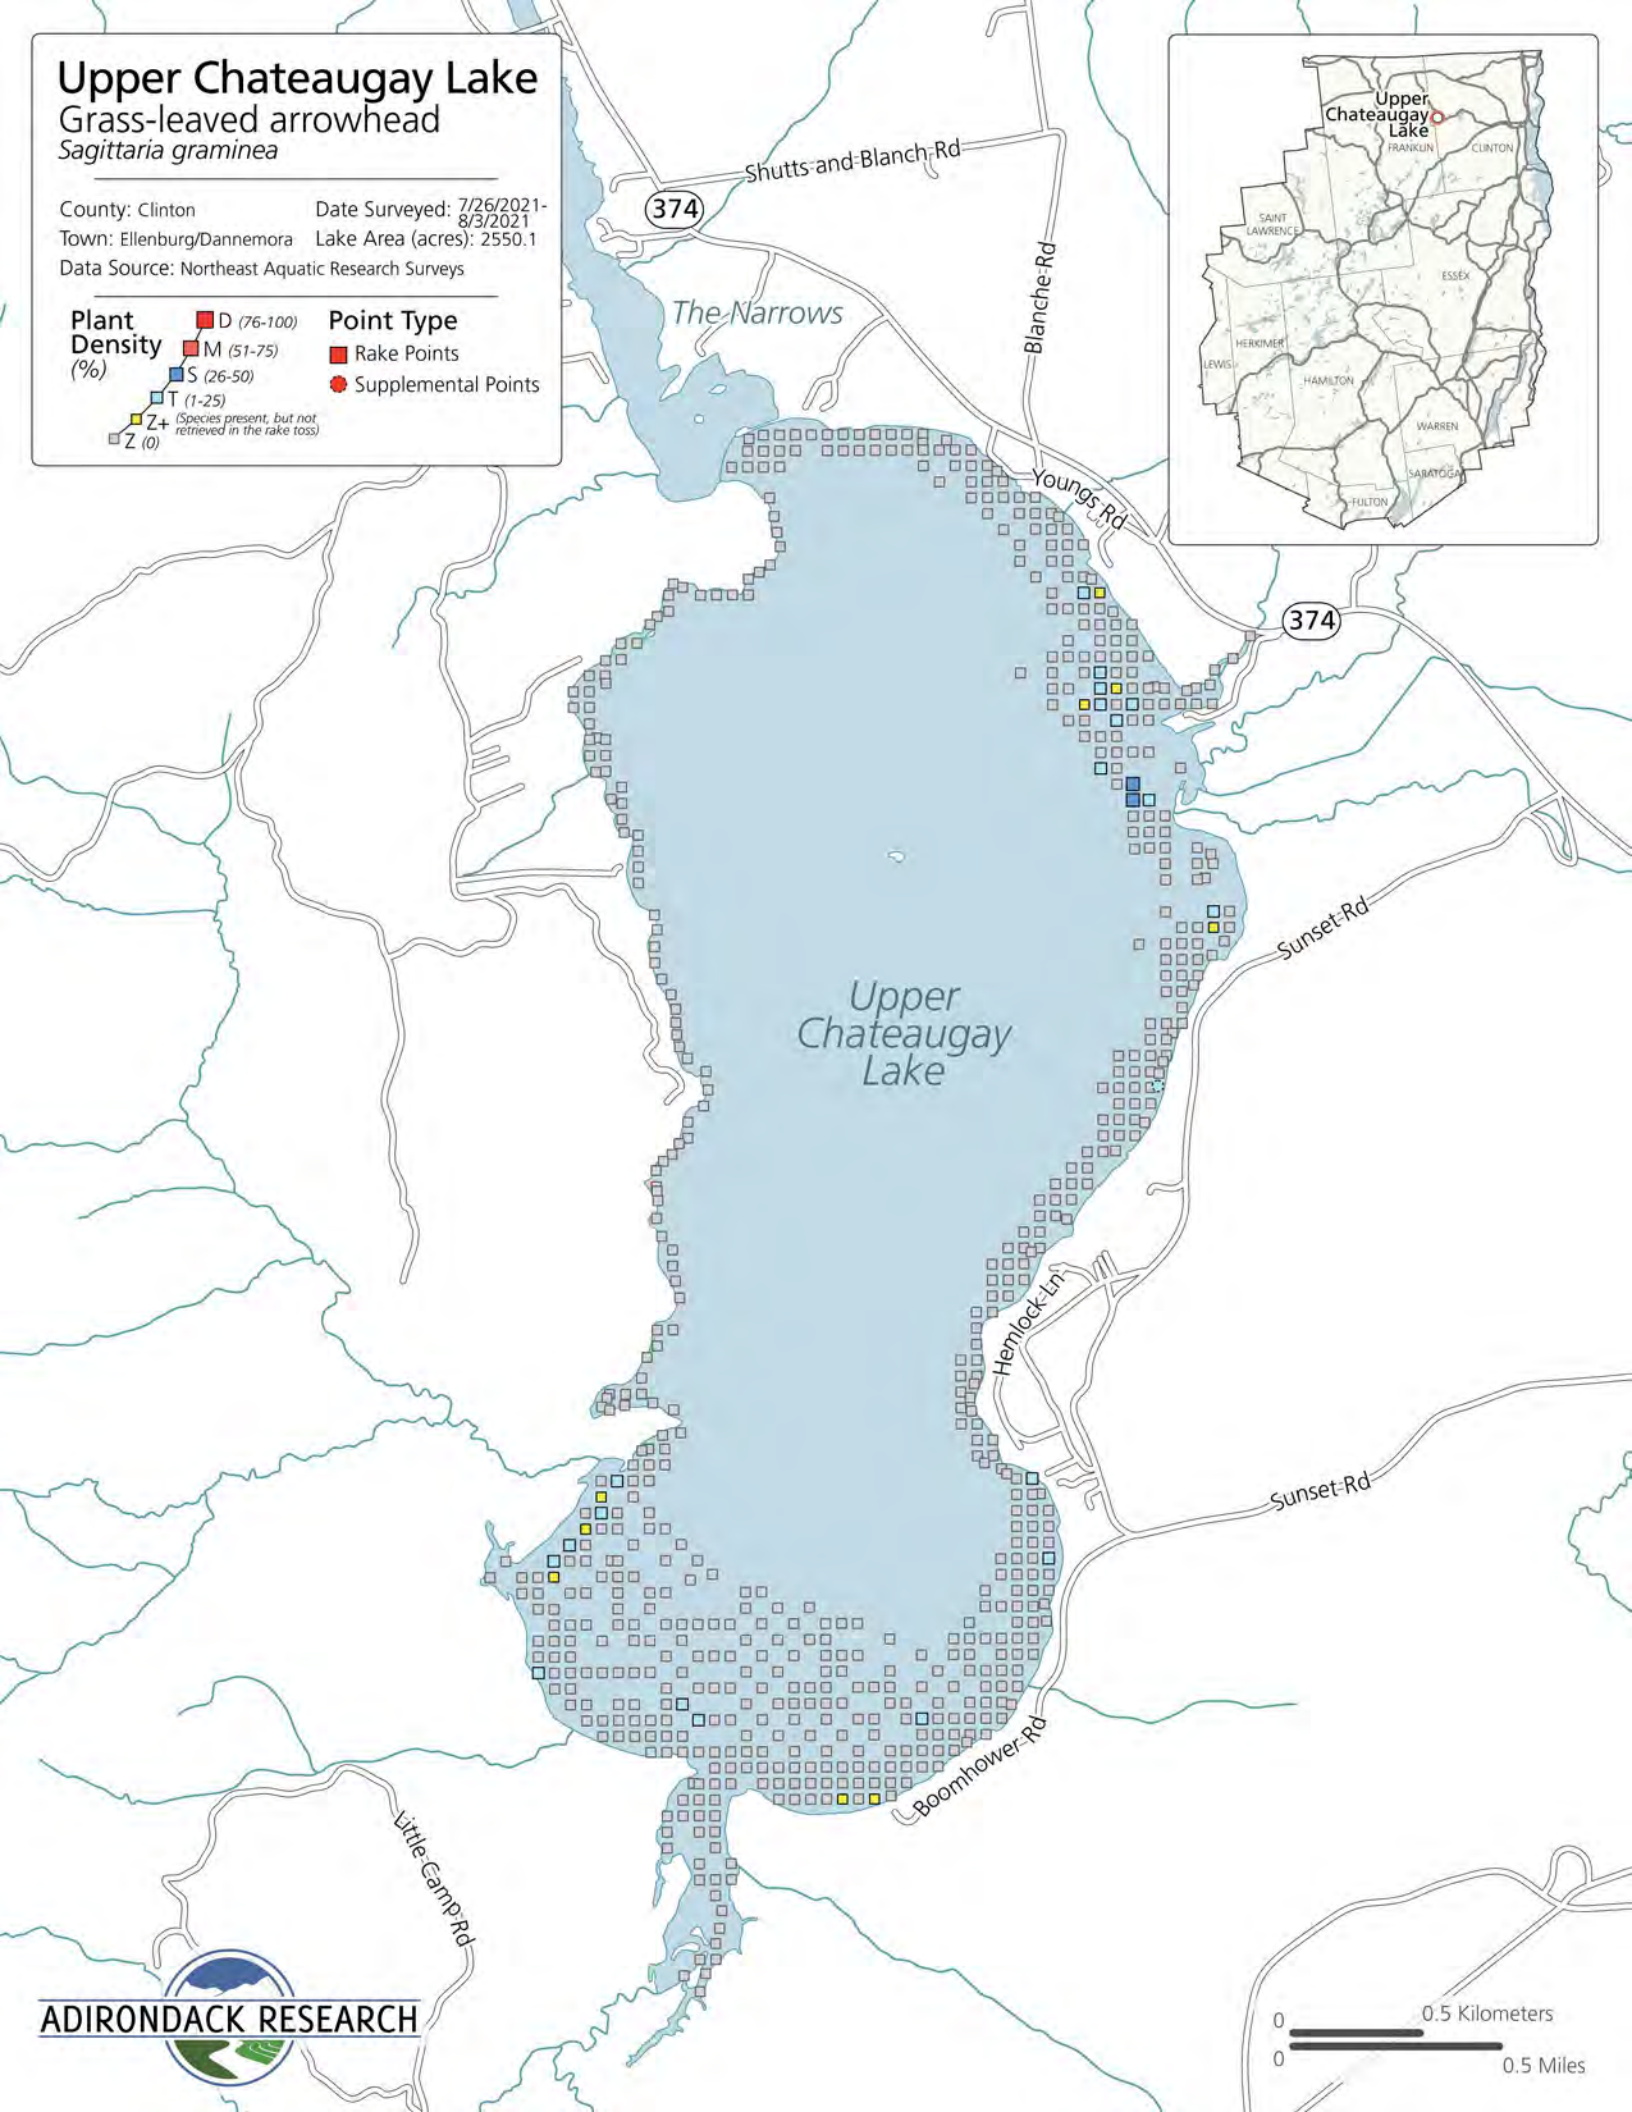 Upper Chateaugay Lake
Grass-leaved arrowhead
Sagittaria graminea
County: Clinton
Date Surveyed: 7/26/2021-
8/3/2021
Town: Ellenburg/Dannemora
Lake Area (acres): 2550.1
Data Source: Northeast Aquatic Research Surveys
Plant
Density
(%)
D (76-100)
M (51-75)
S (26-50)
T (1-25)
Z+ (Species present, but not
retrieved in the rake toss)
Z (0)
Point Type
Rake Points
Supplemental Points
Upper
Chateaugay
Lake
FRANKLIN
CLINTON
SAINT
LAWRENCE
ESSEX
HERKIMER
LEWIS
HAMILTON
WARREN
SARATOGA
FULTON
Shutts and Blanch Rd
374
Blanche Rd
The Narrows
Youngs Rd
374
Sunset Rd
Upper
Chateaugay
Lake
Hemlock Ln
Sunset Rd
Boomhower Rd
Little Camp Rd
ADIRONDACK RESEARCH
0
0.5 Kilometers
0
0.5 Miles